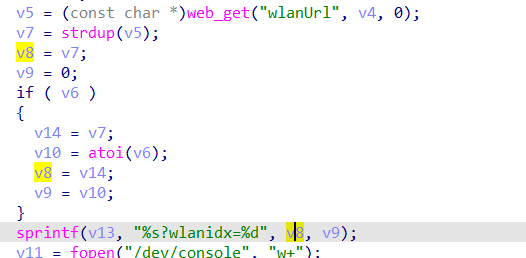 v5 = (const char *)web_get("wlanUrl", v4, 0);
v7 = strdup(v5);
v8 = v7;
v9 = 0;
if ( v6 )
{
v14 = v7;
v10 = atoi(v6);
v8 = v14;
v9 = v10;
}
sprintf(v13, "%s?wlanidx=%d", v8, v9);
v11 = fopen("/dev/console", "w+");